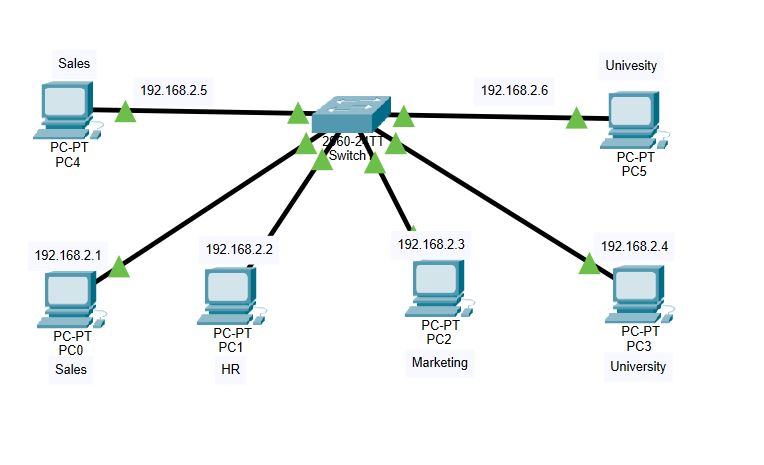 Sales
192.168.2.5
192.168.2.6
Univesity
PC-PT
PC4
2960-24TT
Switch
PC-PT
PC5
192.168.2.1
192.168.2.2
192.168.2.3
192.168.2.4
PC-PT
PC0
Sales
PC-PT
PC1
HR
PC-PT
PC2
Marketing
PC-PT
PC3
University